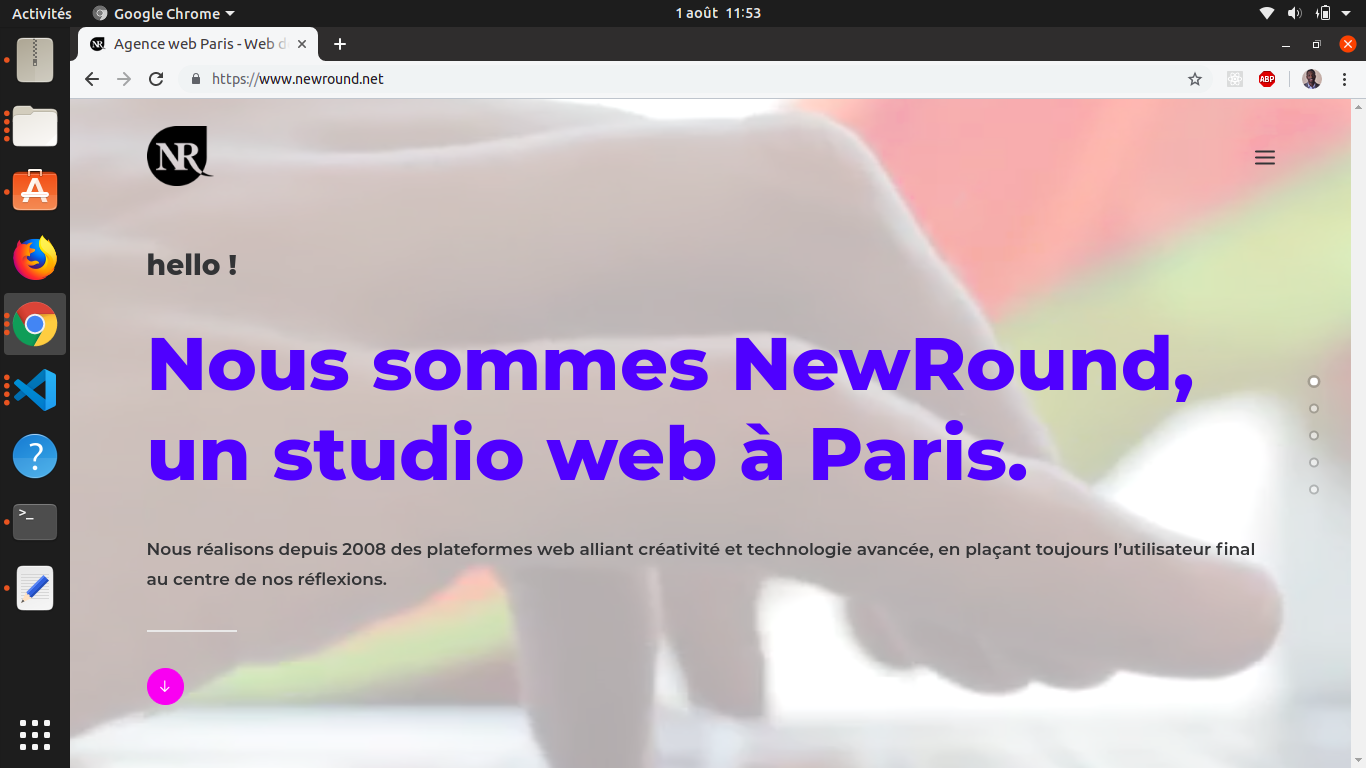 Activités
Google Chrome
1 août 11:53
NR
Agence web Paris - Web
https://www.newround.net
ABP
NR
hello !
Nous sommes NewRound,
un studio web à Paris.
Nous réalisons depuis 2008 des plateformes web alliant créativité et technologie avancée, en plaçant toujours l’utilisateur final
au centre de nos réflexions.
?
>_